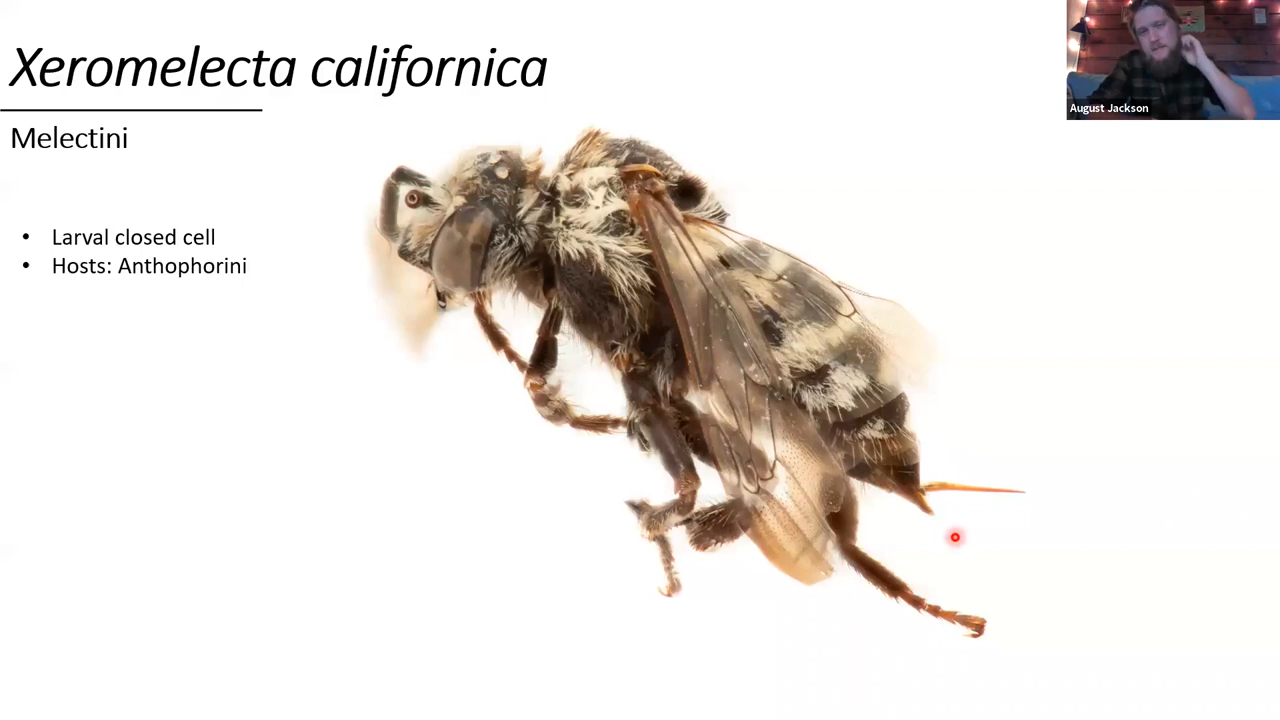 Xeromelecta californica
Melectini
• Larval closed cell
• Hosts: Anthophorini
August Jackson